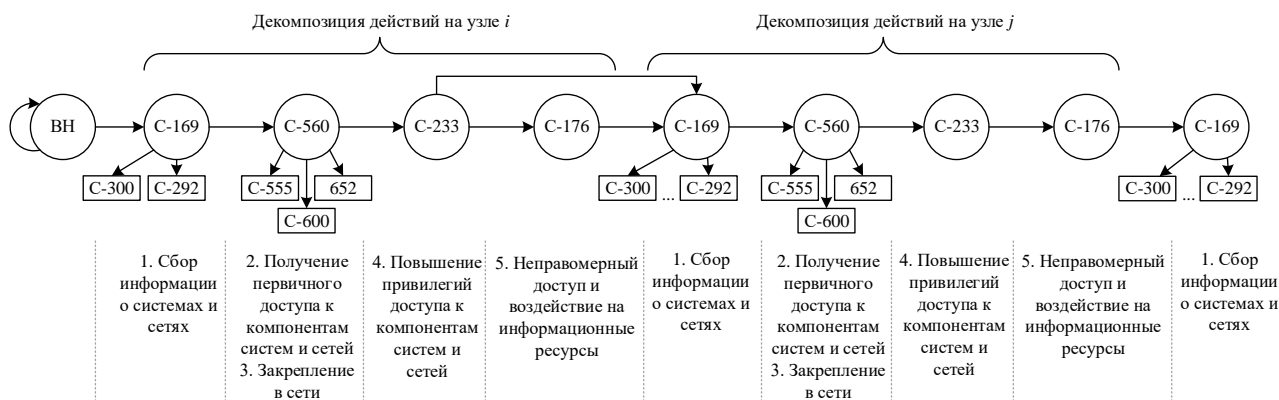 Декомпозиция действий на узле i
Декомпозиция действий на узле j
ВН
С-169
С-560
С-233
С-176
С-169
С-560
С-233
С-176
С-169
С-300
С-292
С-555
652
С-600
С-300
...
С-292
С-555
652
С-600
С-300
...
С-292
1. Сбор
информации
о системах и
сетях
2. Получение
первичного
доступа к
компонентам
систем и сетей
3. Закрепление
в сети
4. Повышение
привилегий
доступа к
компонентам
систем и
сетей
5. Неправомерный
доступ и
воздействие на
информационные
ресурсы
1. Сбор
информации
о системах и
сетях
2. Получение
первичного
доступа к
компонентам
систем и сетей
3. Закрепление
в сети
4. Повышение
привилегий
доступа к
компонентам
систем и
сетей
5. Неправомерный
доступ и
воздействие на
информационные
ресурсы
1. Сбор
информации
о системах и
сетях